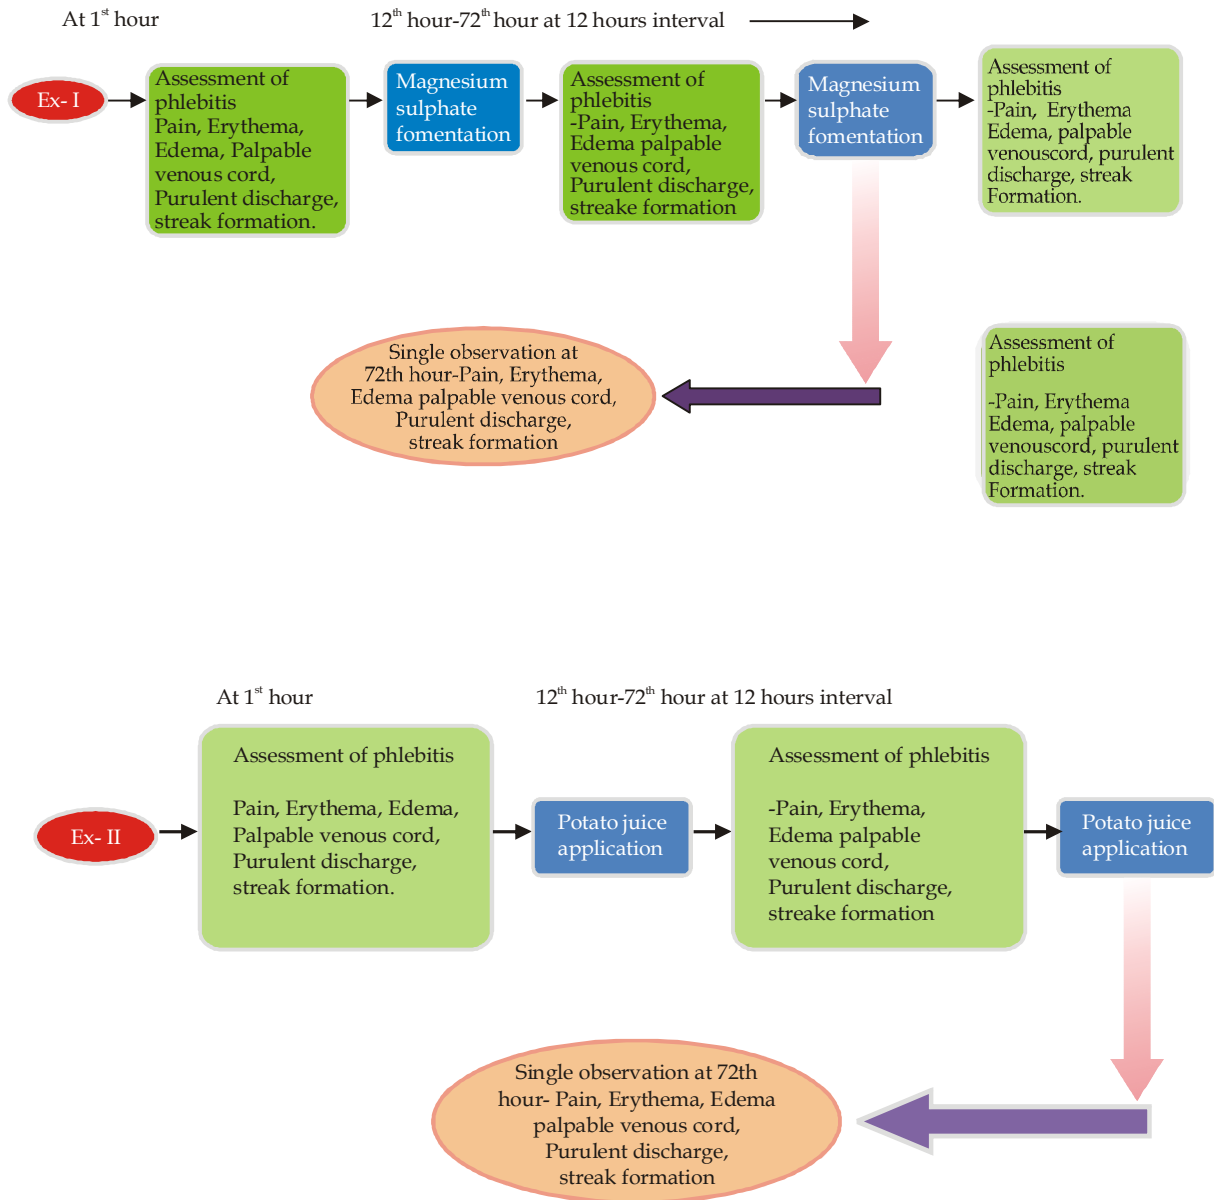 At 1st hour
12th hour-72th hour at 12 hours interval
Ex- I
Assessment of
phlebitis
Pain, Erythema,
Edema, Palpable
venous cord,
Purulent discharge,
streak formation.
Magnesium
sulphate
fomentation
Assessment of
phlebitis
-Pain, Erythema,
Edema palpable
venous cord,
Purulent discharge,
streake formation
Magnesium
sulphate
fomentation
Assessment of
phlebitis
-Pain, Erythema
Edema, palpable
venouscord, purulent
discharge, streak
Formation.
Single observation at
72th hour-Pain, Erythema,
Edema palpable venous cord,
Purulent discharge,
streak formation
Assessment of
phlebitis
-Pain, Erythema
Edema, palpable
venouscord, purulent
discharge, streak
Formation.
At 1st hour
12th hour-72th hour at 12 hours interval
Ex- II
Assessment of phlebitis
Pain, Erythema, Edema,
Palpable venous cord,
Purulent discharge,
streak formation.
Potato juice
application
Assessment of phlebitis
-Pain, Erythema,
Edema palpable
venous cord,
Purulent discharge,
streake formation
Potato juice
application
Single observation at 72th
hour- Pain, Erythema, Edema
palpable venous cord,
Purulent discharge,
streak formation